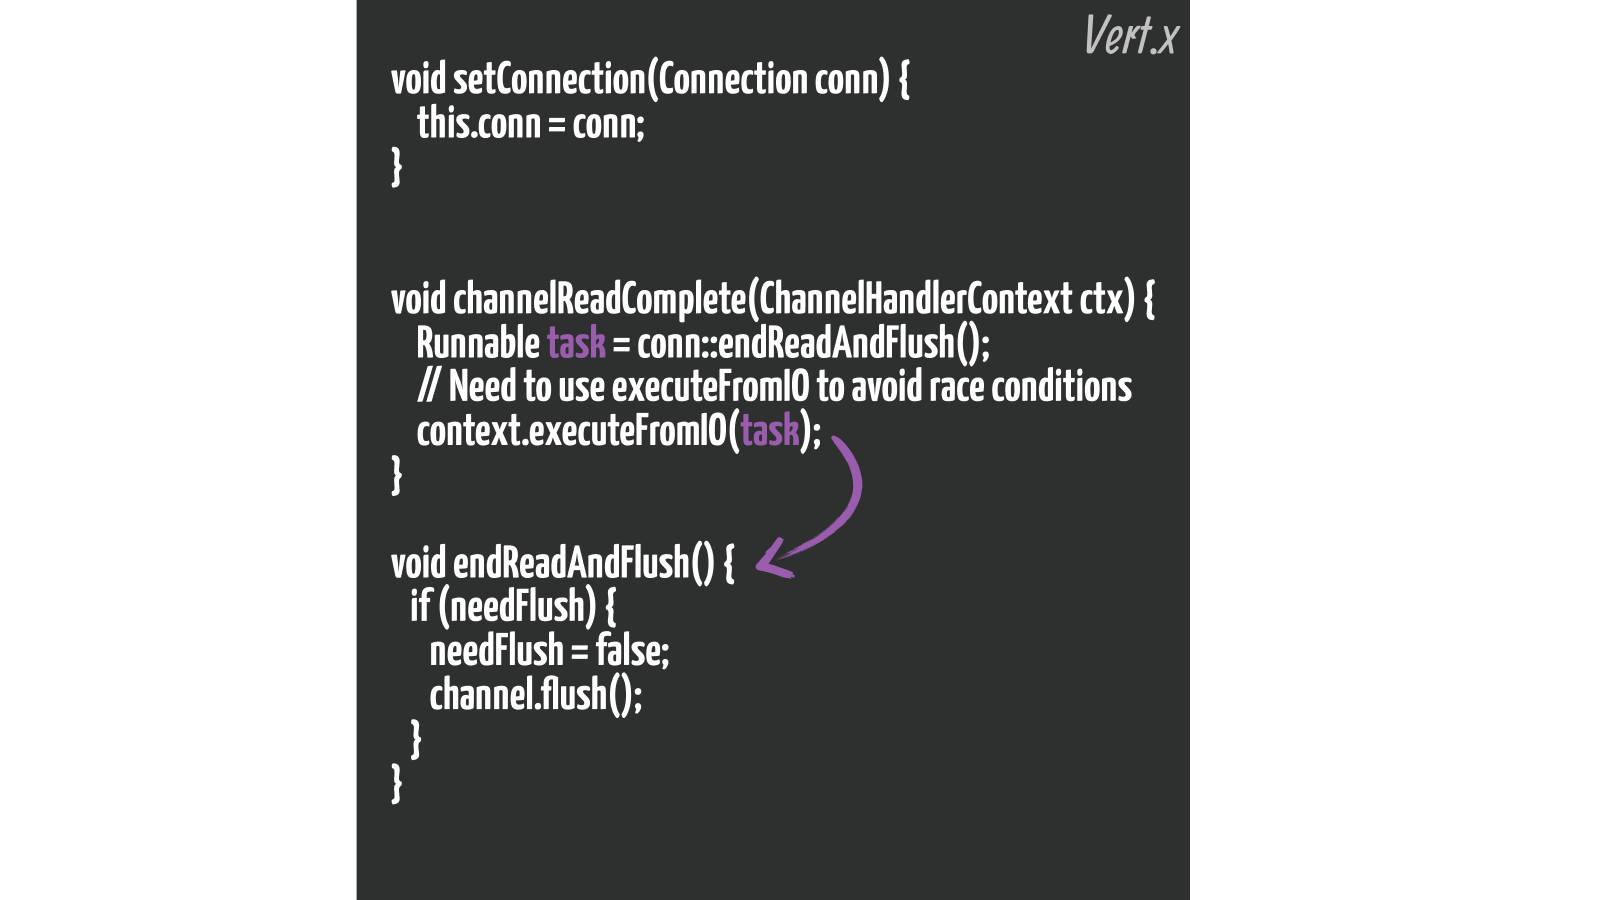 Vert.x
void setConnection(Connection conn) {
this.conn = conn;
}
void channelReadComplete(ChannelHandlerContext ctx) {
Runnable task = conn::endReadAndFlush();
// Need to use executeFromIO to avoid race conditions
context.executeFromIO(task);
}
void endReadAndFlush() {
if (needFlush) {
needFlush = false;
channel.flush();
}
}